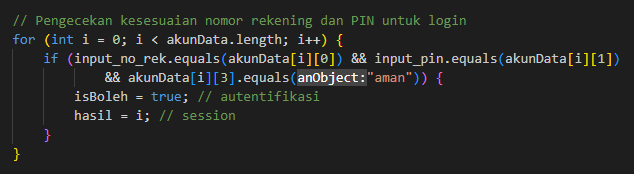 // Pengecekan kesesuaian nomor rekening dan PIN untuk login
for (int i = 0; i < akunData.length; i++) {
    if (input_no_rek.equals(akunData[i][0]) && input_pin.equals(akunData[i][1])
            && akunData[i][3].equals(anObject:"aman")) {
        isBoleh = true; // autentifikasi
        hasil = i; // session
    }
}